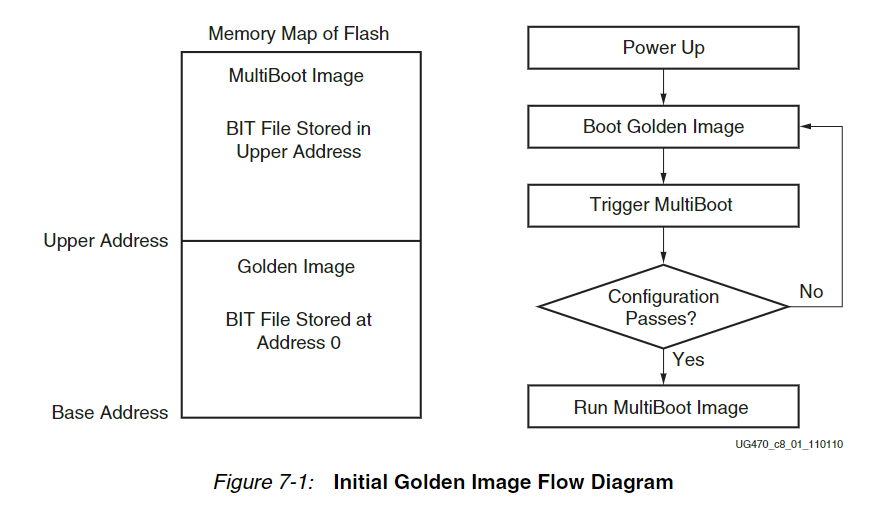 Memory Map of Flash
MultiBoot Image
BIT File Stored in
Upper Address
Upper Address
Golden Image
BIT File Stored at
Address 0
Base Address
Power Up
Boot Golden Image
Trigger MultiBoot
Configuration
Passes?
No
Yes
Run MultiBoot Image
UG470_c8_01_110110
Figure 7-1: Initial Golden Image Flow Diagram